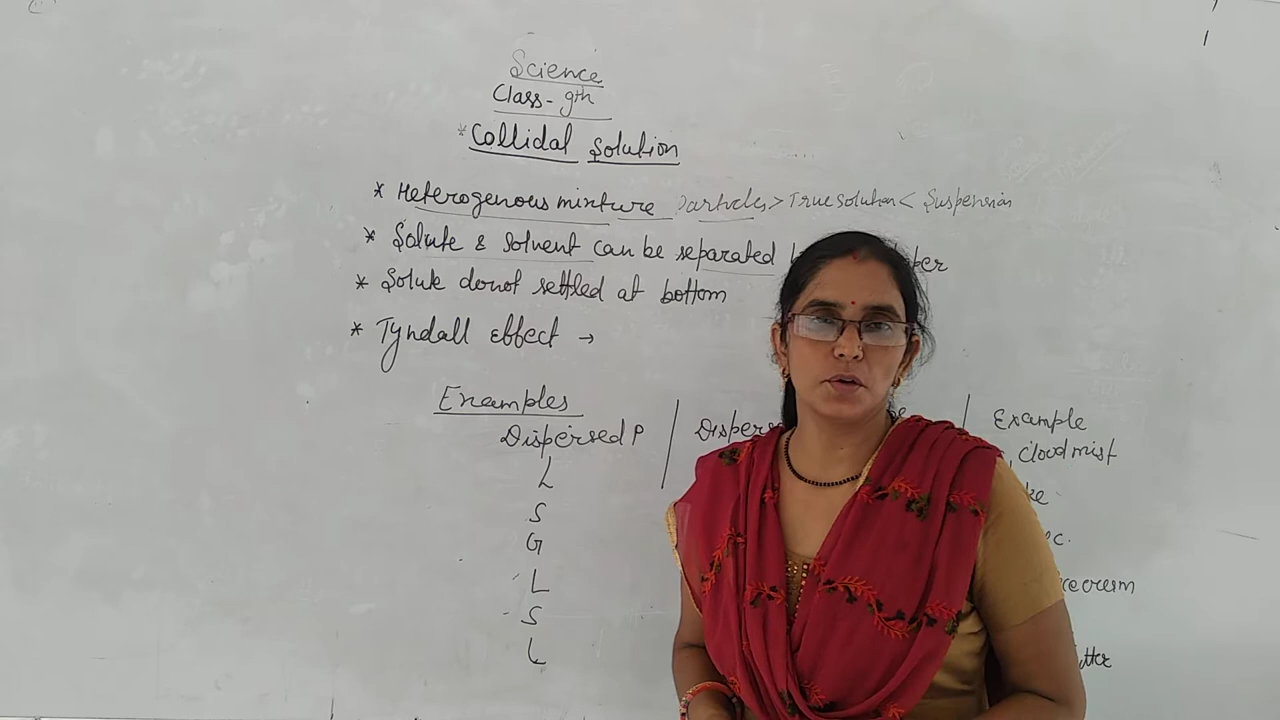 Science
Class - 9th
* Collidal Solution
* Heterogenous mixture Particles > True solution < Suspension
* Solute & Solvent can be separated
* Solute donot settled at bottom
* Tyndall effect →
Examples
Dispersed P | Example
L cloud mist
S
G
L
S
L